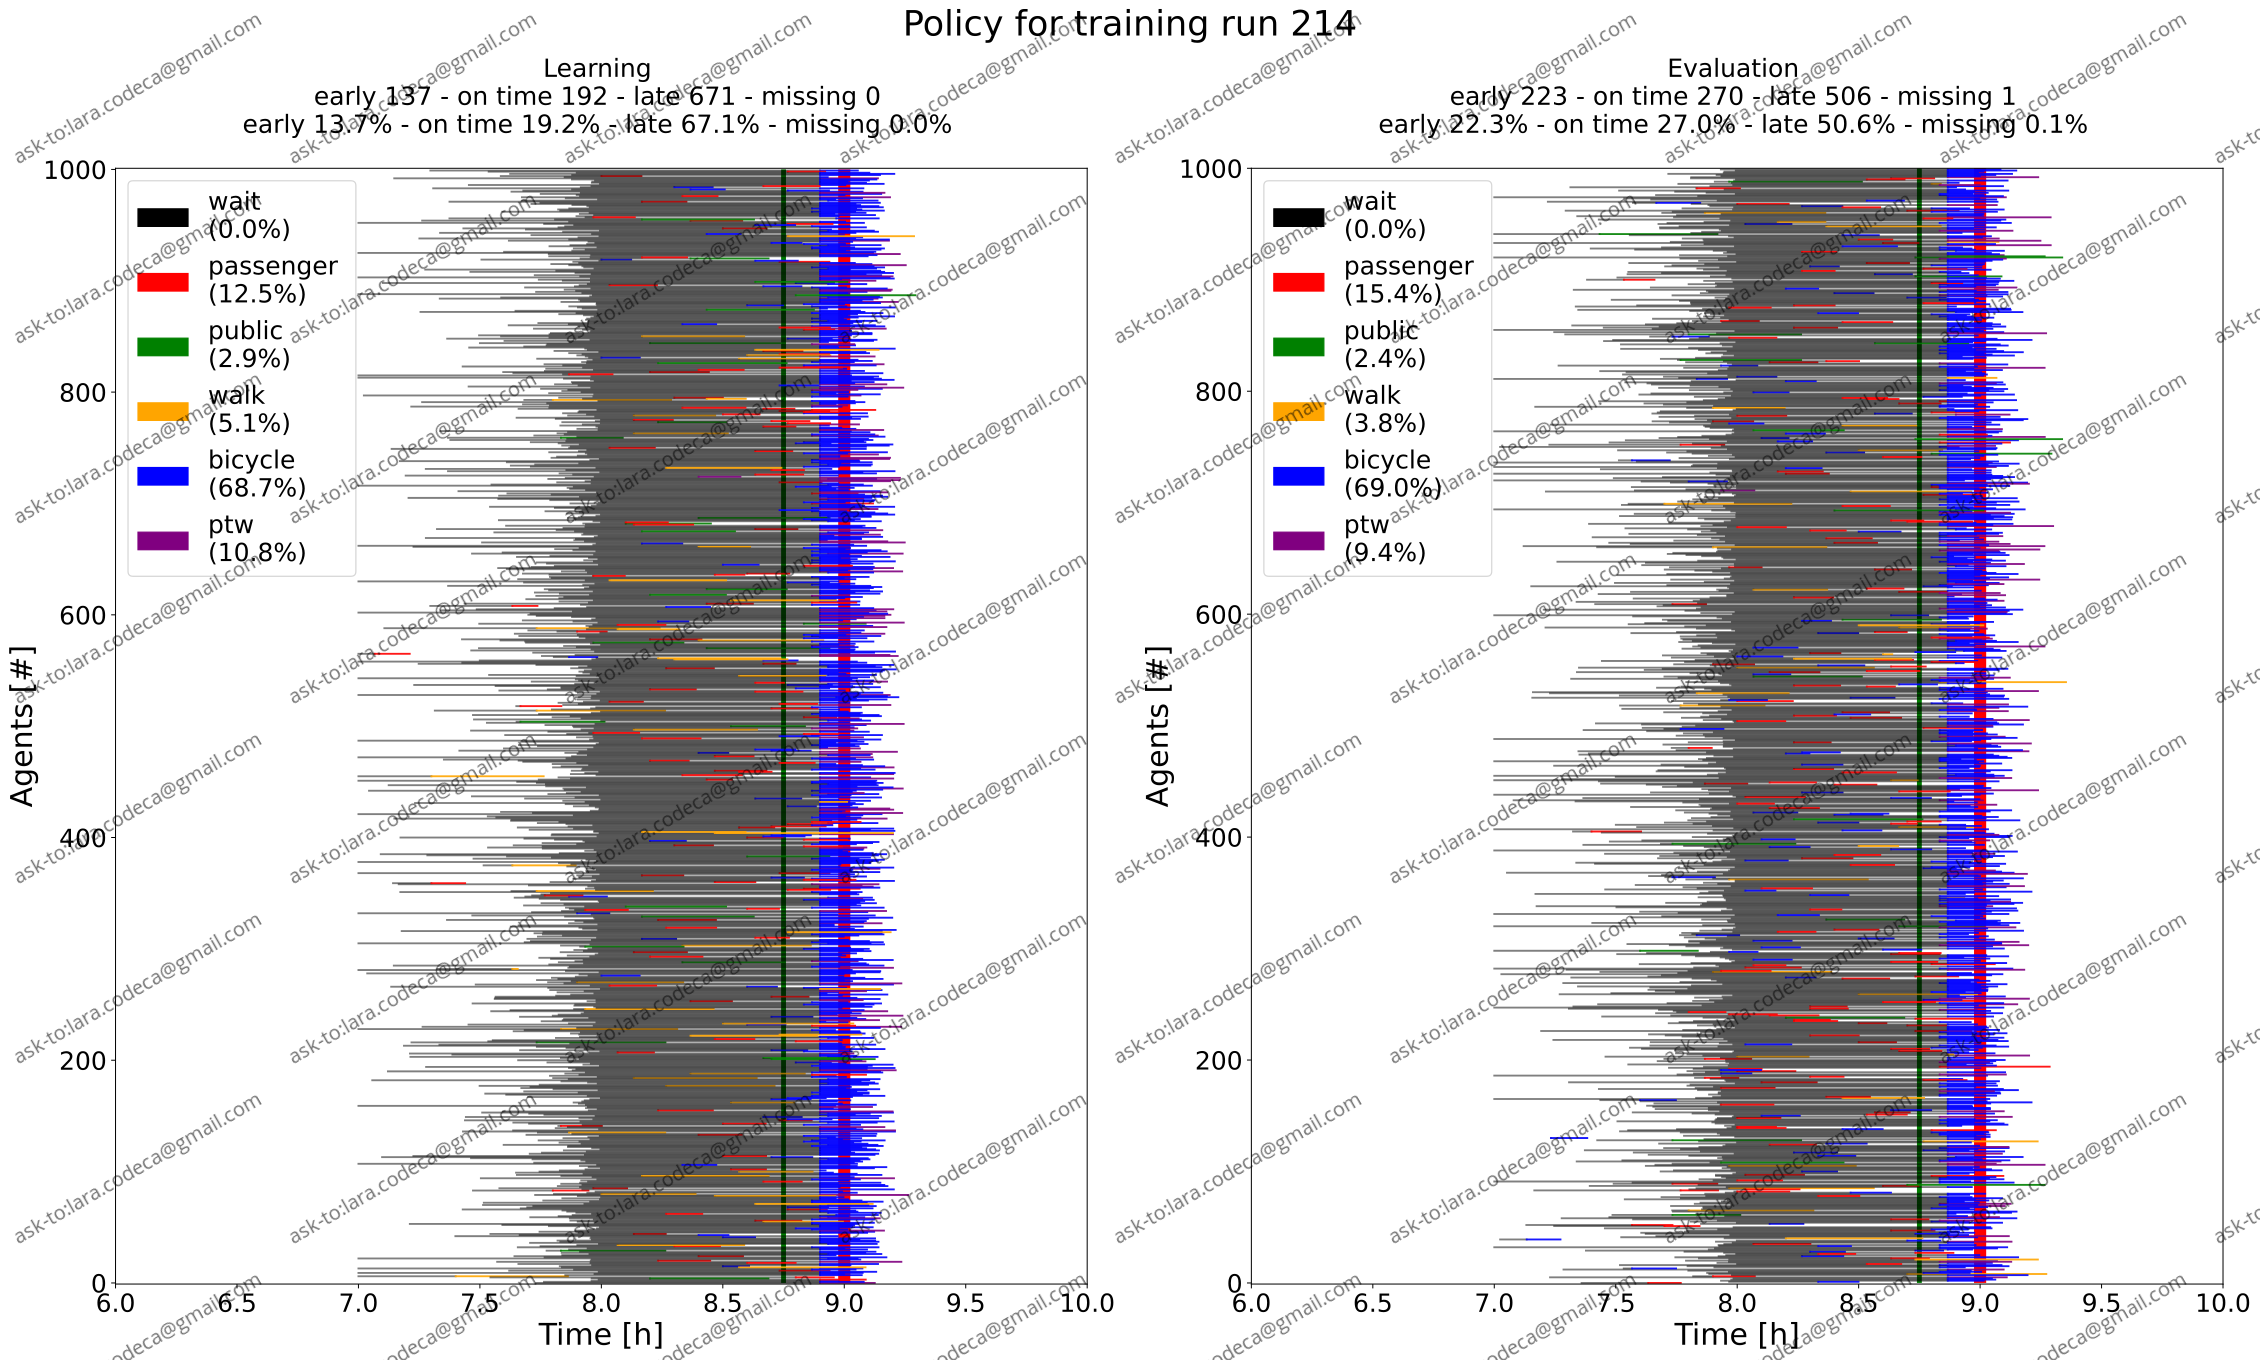 Policy for training run 214
Learning
early 137 - on time 192 - late 671 - missing 0
early 13.7% - on time 19.2% - late 67.1% - missing 0.0%
1000
800
600
400
200
0
Agents [#]
wait
(0.0%)
passenger
(12.5%)
public
(2.9%)
walk
(5.1%)
bicycle
(68.7%)
ptw
(10.8%)
6.0 6.5 7.0 7.5 8.0 8.5 9.0 9.5 10.0
Time [h]
Evaluation
early 223 - on time 270 - late 506 - missing 1
early 22.3% - on time 27.0% - late 50.6% - missing 0.1%
1000
800
600
400
200
0
Agents [#]
wait
(0.0%)
passenger
(15.4%)
public
(2.4%)
walk
(3.8%)
bicycle
(69.0%)
ptw
(9.4%)
6.0 6.5 7.0 7.5 8.0 8.5 9.0 9.5 10.0
Time [h]
ask-to:lara.codeca@gmail.com